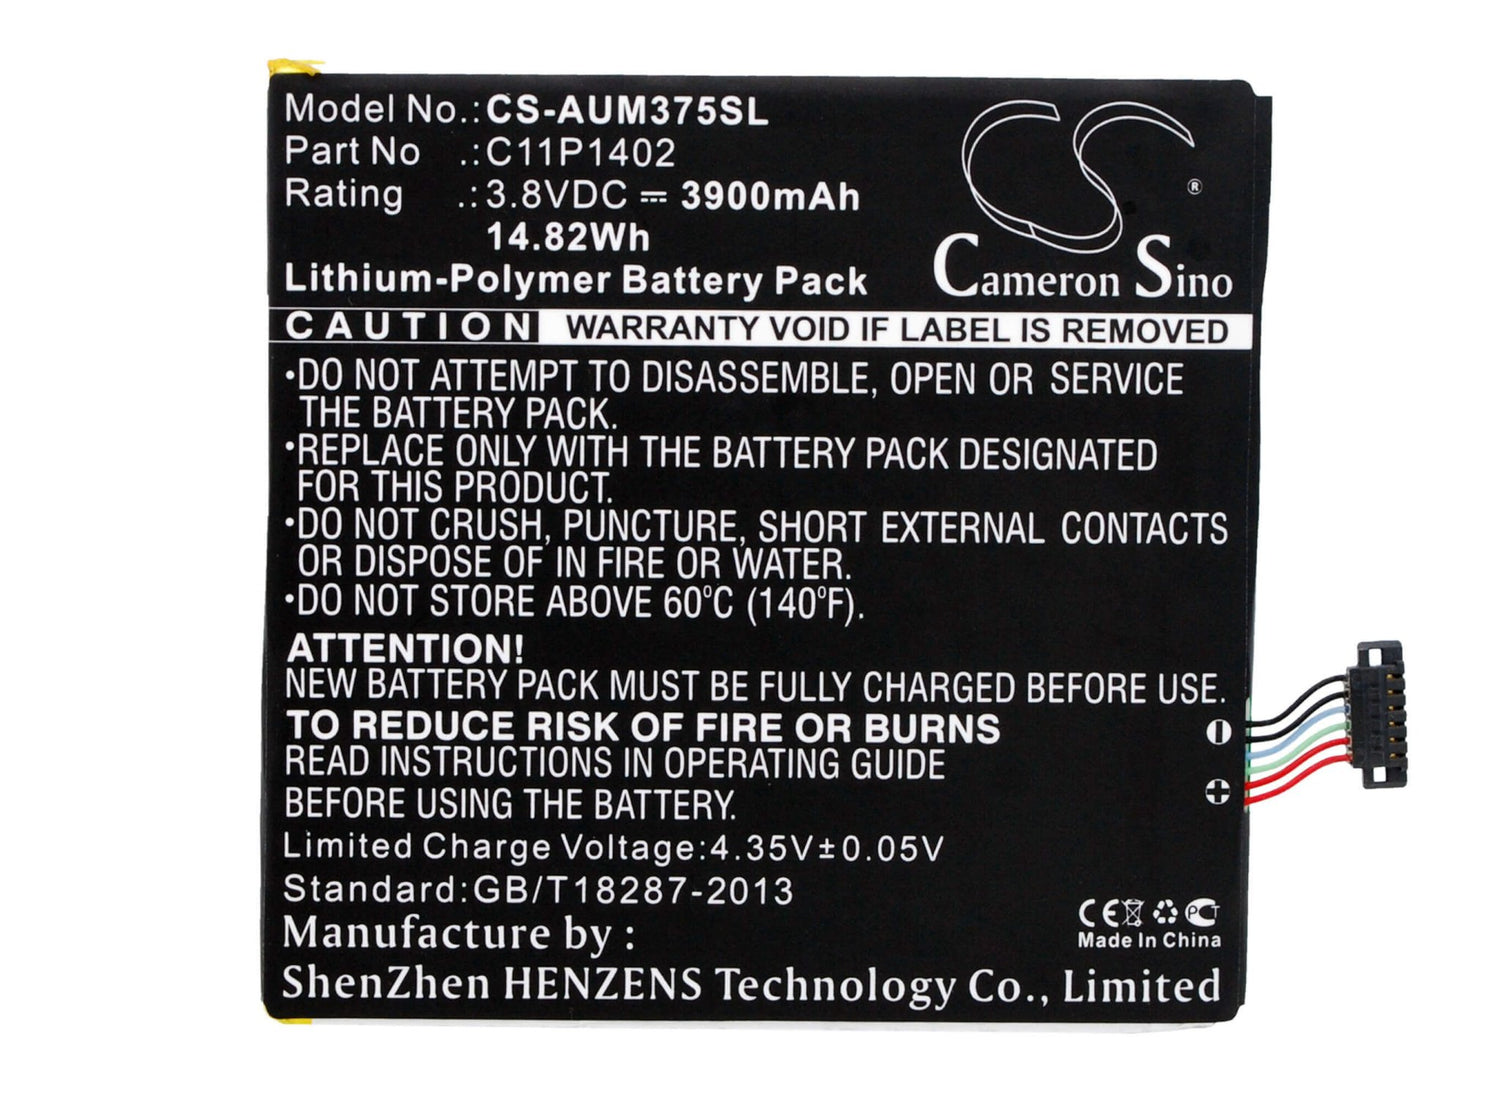 Model No.:CS-AUM375SL
Part No .:C11P1402
Rating .:3.8VDC ⎓ 3900mAh
14.82Wh
Lithium-Polymer Battery Pack
CS
®
Cameron Sino
CAUTION WARRANTY VOID IF LABEL IS REMOVED
•DO NOT ATTEMPT TO DISASSEMBLE, OPEN OR SERVICE
THE BATTERY PACK.
•REPLACE ONLY WITH THE BATTERY PACK DESIGNATED
FOR THIS PRODUCT.
•DO NOT CRUSH, PUNCTURE, SHORT EXTERNAL CONTACTS
OR DISPOSE OF IN FIRE OR WATER.
•DO NOT STORE ABOVE 60°C (140°F).
ATTENTION!
NEW BATTERY PACK MUST BE FULLY CHARGED BEFORE USE.
TO REDUCE RISK OF FIRE OR BURNS
READ INSTRUCTIONS IN OPERATING GUIDE
BEFORE USING THE BATTERY.
Limited Charge Voltage:4.35V±0.05V
Standard:GB/T18287-2013
CE PCT
Made In China
Manufacture by :
ShenZhen HENZENS Technology Co., Limited